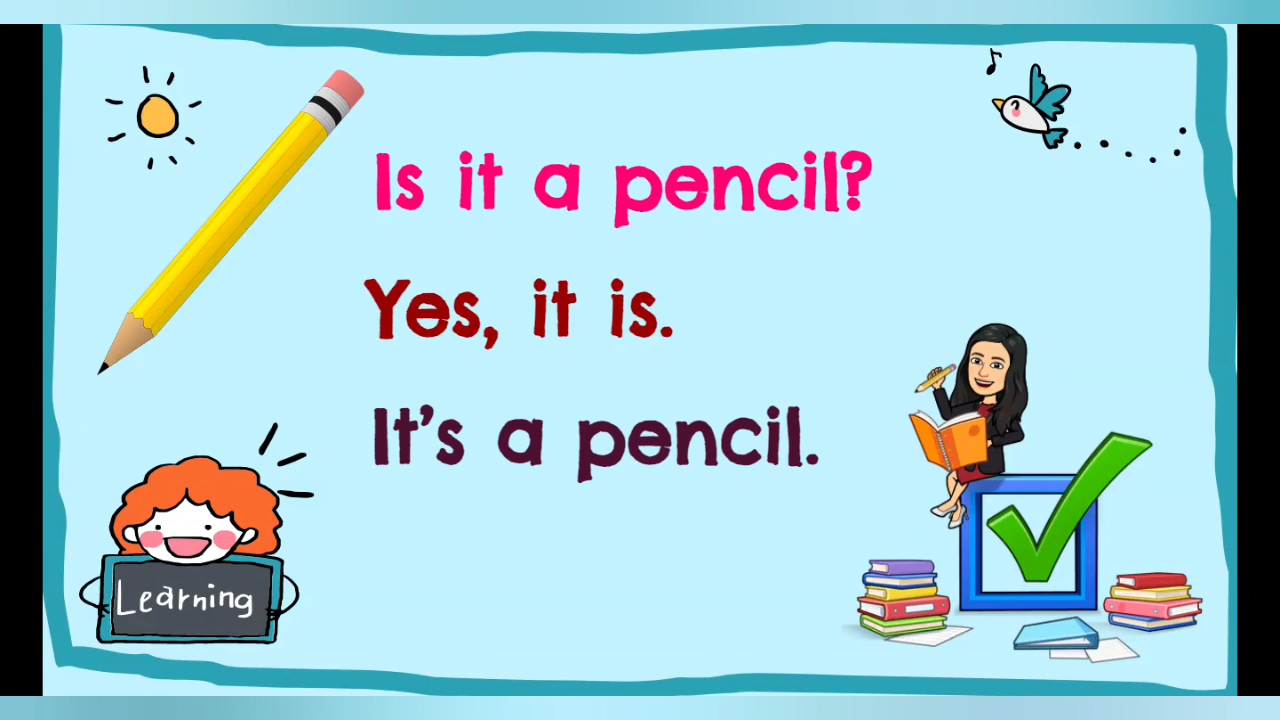 Is it a pencil?
Yes, it is.
It’s a pencil.
Learning